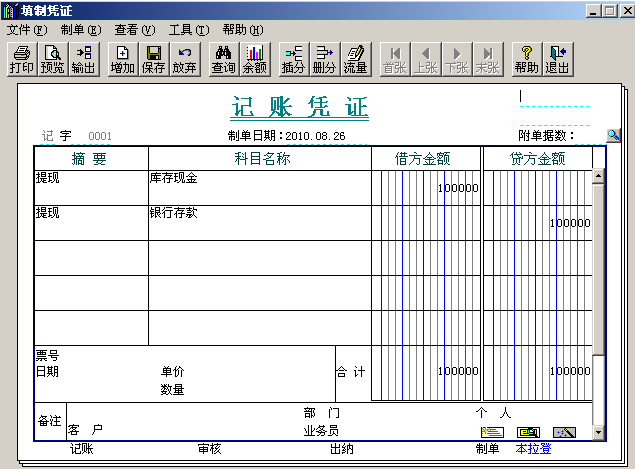 填制凭证
文件(F) 制单(E) 查看(V) 工具(T) 帮助(H)
打印 预览 输出 增加 保存 放弃 查询 余额 插分 删分 流量 首张 上张 下张 末张 帮助 退出
记 账 凭 证
记 字 0001 制单日期:2010.08.26 附单据数:
摘 要 科目名称 借方金额 贷方金额
提现 库存现金 100000
提现 银行存款 100000
票号
日期 单价 合 计 100000 100000
数量
备注 部 门 个 人
客 户 业务员
记账 审核 出纳 制单 本拉登